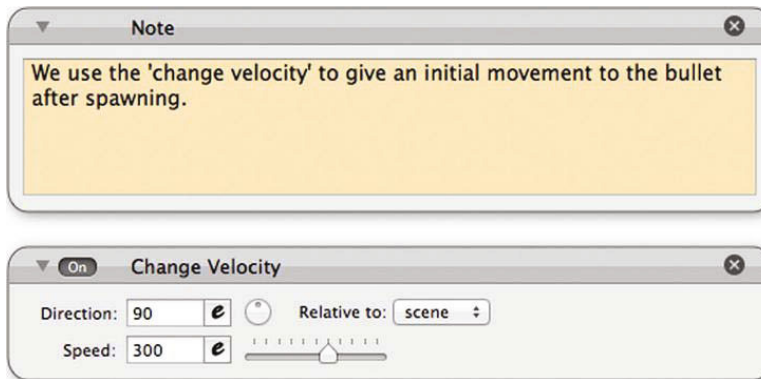 Note
We use the 'change velocity' to give an initial movement to the bullet
after spawning.
On Change Velocity
Direction: 90 e Relative to: scene
Speed: 300 e